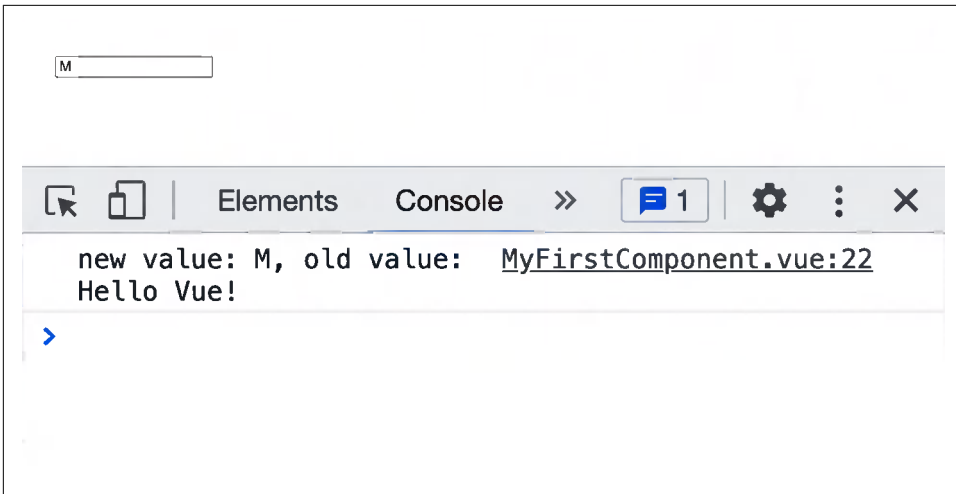 M
Elements Console » 1
new value: M, old value: MyFirstComponent.vue:22
Hello Vue!
>